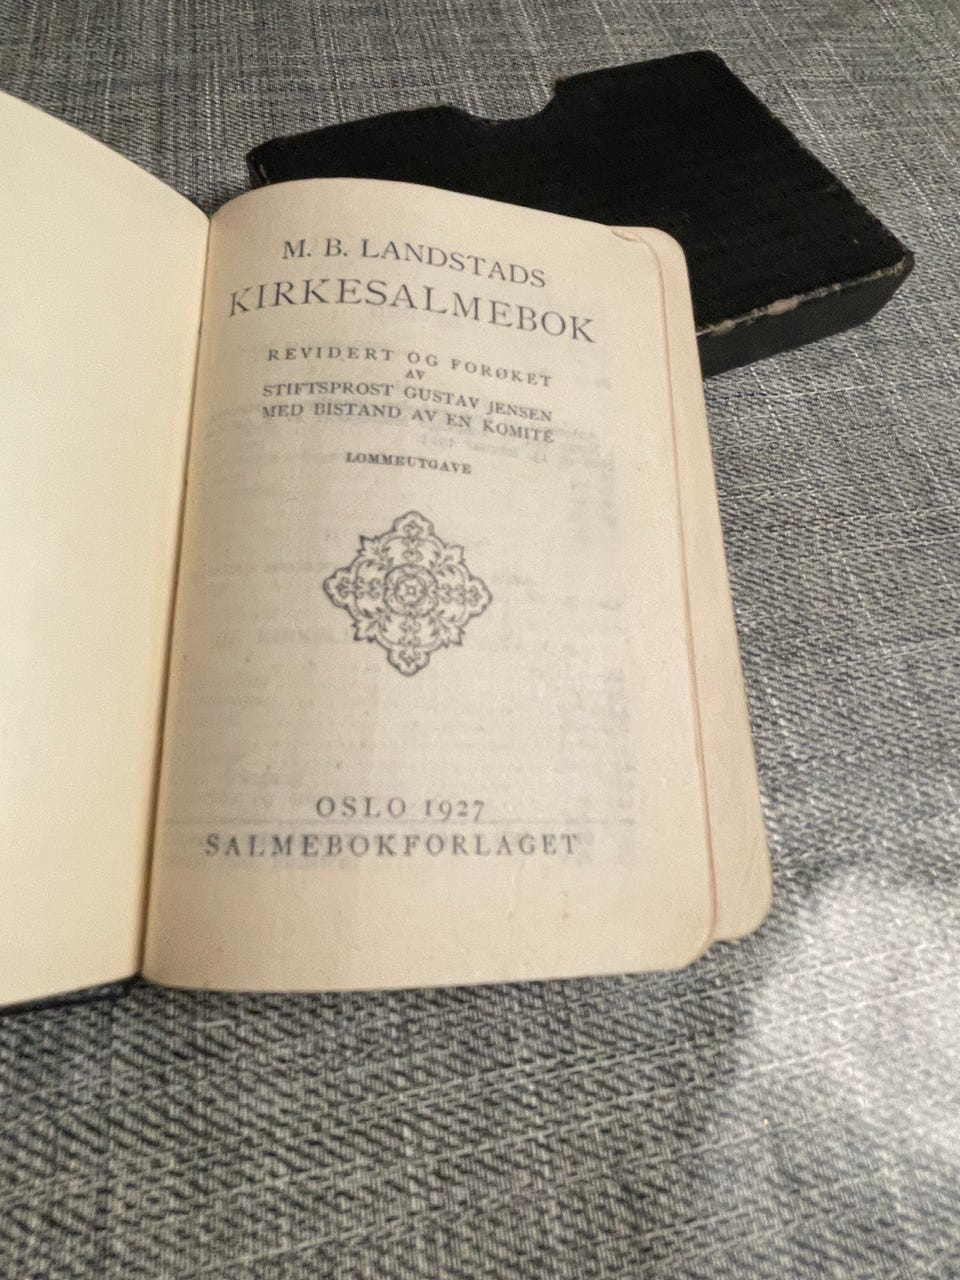 M. B. LANDSTADS
KIRKESALMEBOK
REVIDERT OG FORØKET
AV
STIFTSPROST GUSTAV JENSEN
MED BISTAND AV EN KOMITÉ
LOMMEUTGAVE
OSLO 1927
SALMEBOKFORLAGET